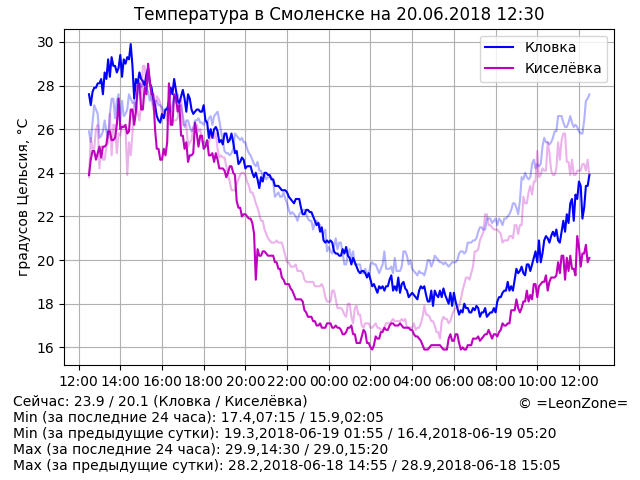 Температура в Смоленске на 20.06.2018 12:30
Кловка
Киселёвка
градусов Цельсия, °C
30
28
26
24
22
20
18
16
12:00 14:00 16:00 18:00 20:00 22:00 00:00 02:00 04:00 06:00 08:00 10:00 12:00
Сейчас: 23.9 / 20.1 (Кловка / Киселёвка)
© =LeonZone=
Min (за последние 24 часа): 17.4,07:15 / 15.9,02:05
Min (за предыдущие сутки): 19.3,2018-06-19 01:55 / 16.4,2018-06-19 05:20
Max (за последние 24 часа): 29.9,14:30 / 29.0,15:20
Max (за предыдущие сутки): 28.2,2018-06-18 14:55 / 28.9,2018-06-18 15:05